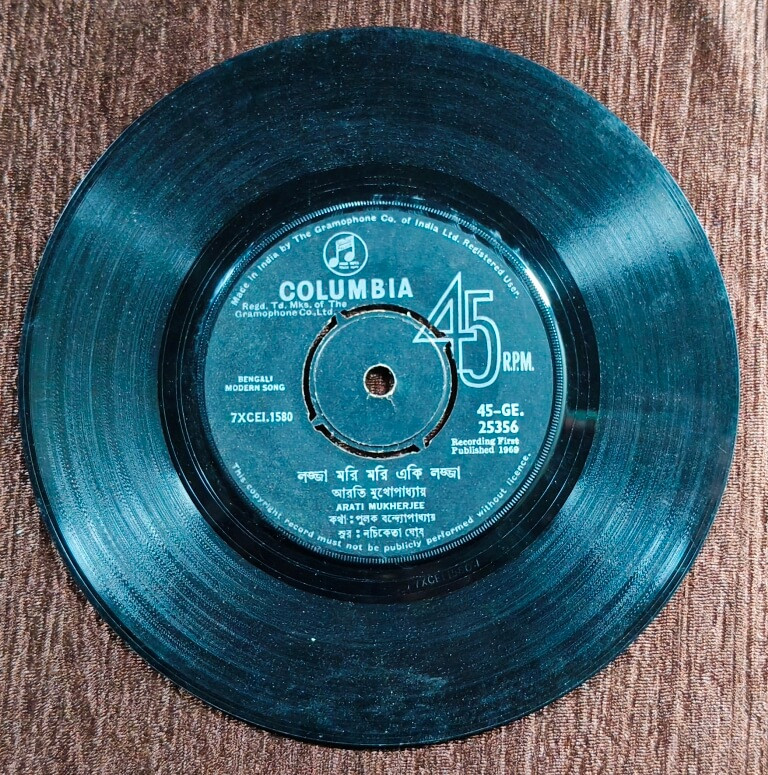 Made in India by The Gramophone Co. of India Ltd. Registered User.
COLUMBIA
Regd. Td. Mks. of The
Gramophone Co.,Ltd.
45 R.P.M.
BENGALI
MODERN SONG
7XCEI.1580
45-GE.
25356
Recording First
Published 1969
লজ্জা মরি মরি একি লজ্জা
আরতি মুখোপাধ্যায়
ARATI MUKHERJEE
কথা : পুলক বন্দ্যোপাধ্যায়
সুর : নচিকেতা ঘোষ
This copyright record must not be publicly performed without licence.